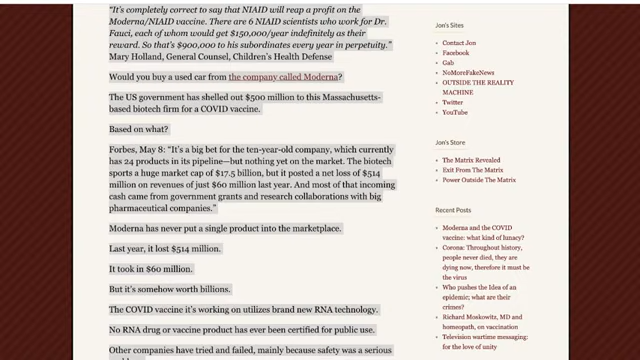 "It's completely correct to say that NIAID will reap a profit on the
Moderna/NIAID vaccine. There are 6 NIAID scientists who work for Dr.
Fauci, each of whom would get $150,000/year indefinitely as their
reward. So that's $900,000 to his subordinates every year in perpetuity."
Mary Holland, General Counsel, Children's Health Defense
Would you buy a used car from the company called Moderna?
The US government has shelled out $500 million to this Massachusetts-
based biotech firm for a COVID vaccine.
Based on what?
Forbes, May 8: "It's a big bet for the ten-year-old company, which currently
has 24 products in its pipeline—but nothing yet on the market. The biotech
sports a huge market cap of $17.5 billion, but it posted a net loss of $514
million on revenues of just $60 million last year. And most of that incoming
cash came from government grants and research collaborations with big
pharmaceutical companies."
Moderna has never put a single product into the marketplace.
Last year, it lost $514 million.
It took in $60 million.
But it's somehow worth billions.
The COVID vaccine it's working on utilizes brand new RNA technology.
No RNA drug or vaccine product has ever been certified for public use.
Other companies have tried and failed, mainly because safety was a serious
Jon's Sites
Contact Jon
Facebook
Gab
NoMoreFakeNews
OUTSIDE THE REALITY
MACHINE
Twitter
YouTube
Jon's Store
The Matrix Revealed
Exit From The Matrix
Power Outside The Matrix
Recent Posts
Moderna and the COVID
vaccine: what kind of lunacy?
Corona: Throughout history,
people never died, they are
dying now, therefore it must be
the virus
Who pushes the Idea of an
epidemic; what are their
crimes?
Richard Moskowitz, MD and
homeopath, on vaccination
Television wartime messaging:
for the love of unity